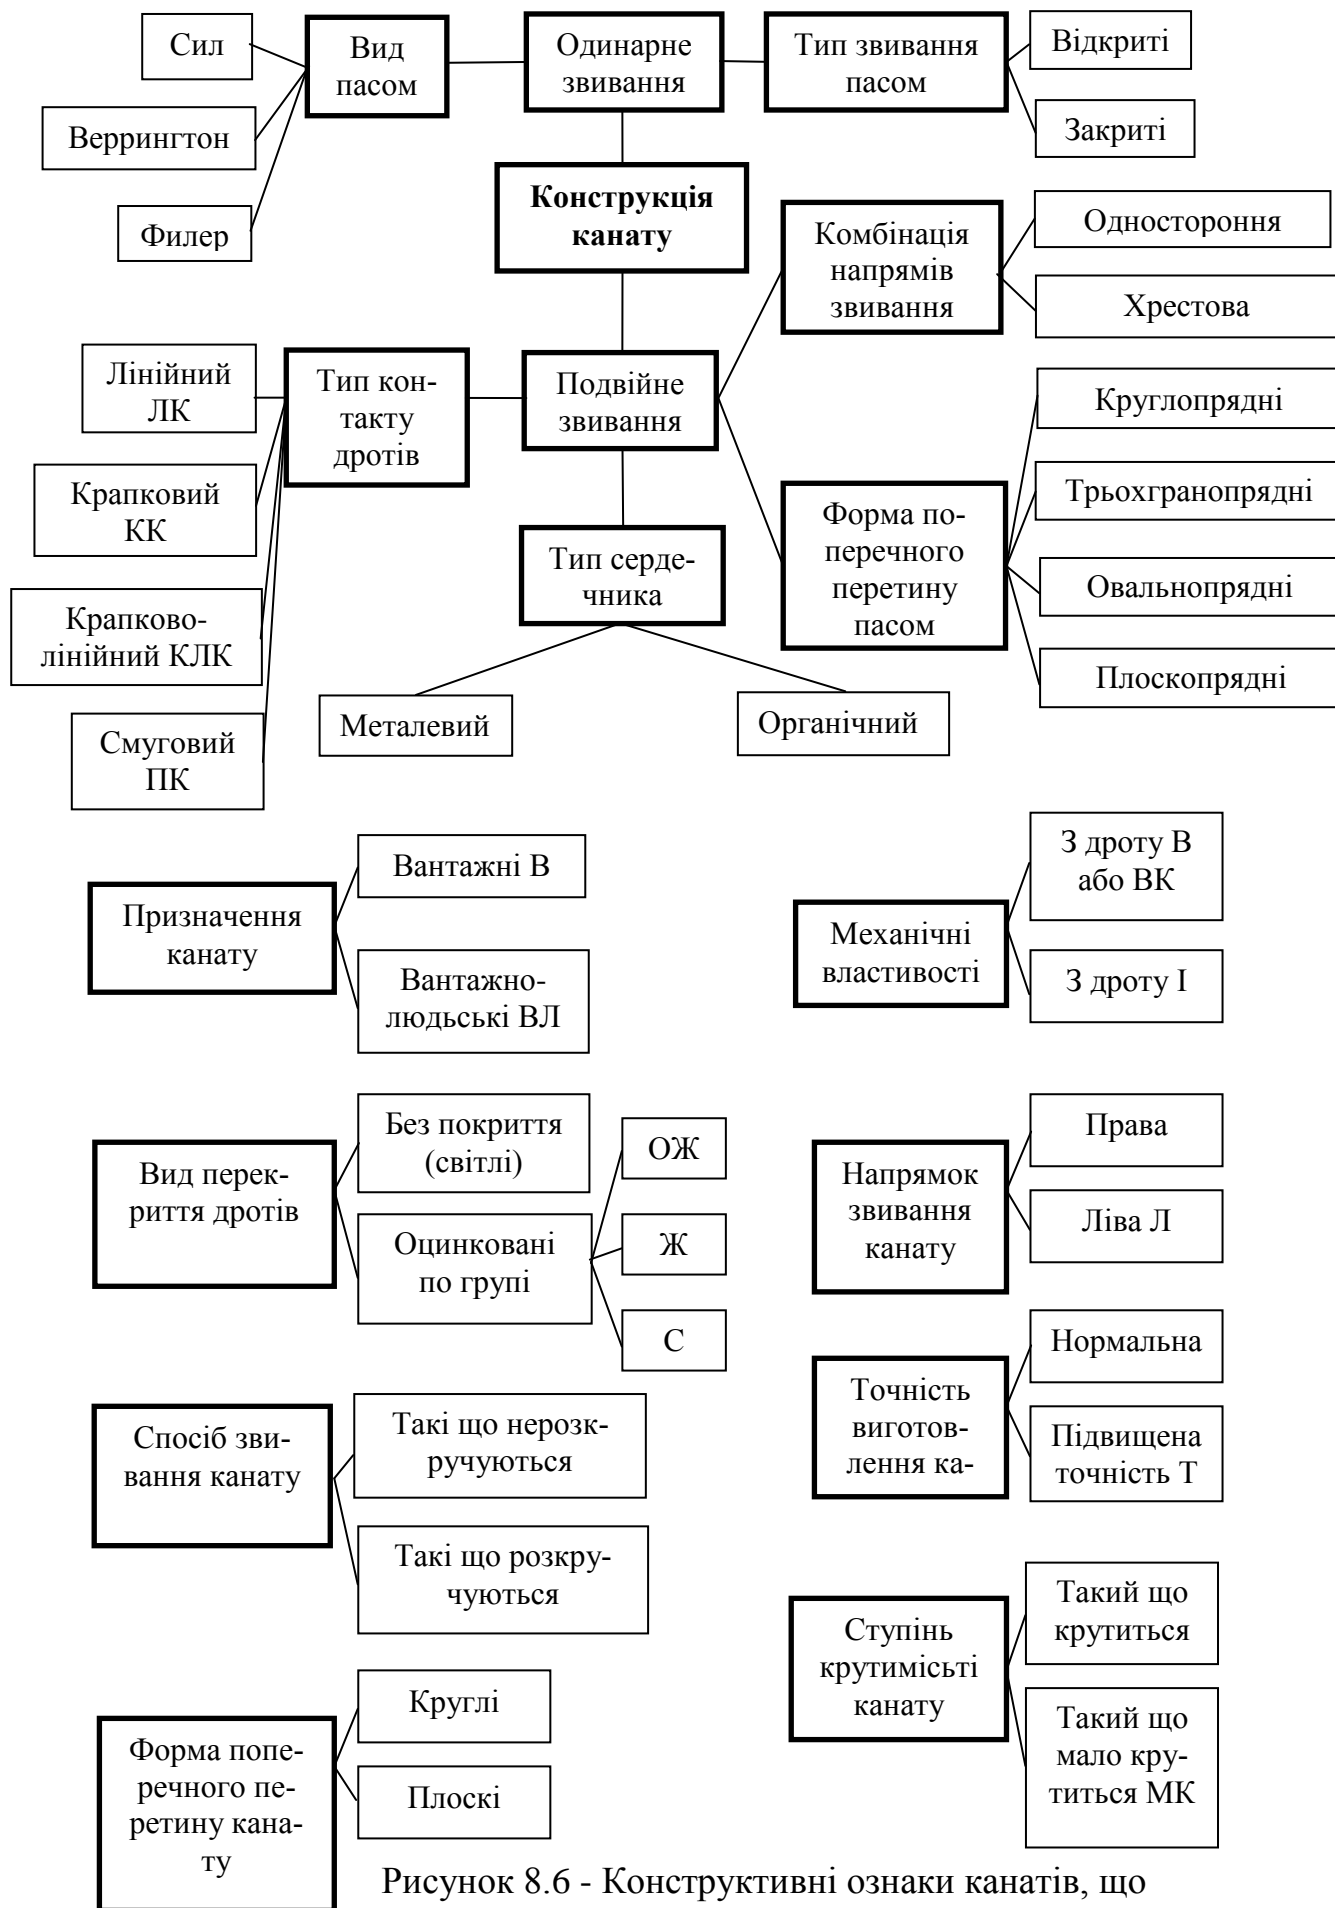 Сил
Вид
пасом
Одинарне
звивання
Тип звивання
пасом
Відкриті
Веррингтон
Закриті
Филер
Конструкція
канату
Комбінація
напрямів
звивання
Одностороння
Хрестова
Лінійний
ЛК
Тип кон-
такту
дротів
Подвійне
звивання
Круглопрядні
Крапковий
КК
Форма по-
перечного
перетину
пасом
Трьохгранопрядні
Тип серде-
чника
Овальнопрядні
Крапково-
лінійний КЛК
Плоскопрядні
Смуговий
ПК
Металевий
Органічний
Призначення
канату
Вантажні В
Вантажно-
людьські ВЛ
Механічні
властивості
З дроту В
або ВК
З дроту І
Вид перек-
риття дротів
Без покриття
(світлі)
Оцинковані
по групі
ОЖ
Ж
С
Напрямок
звивання
канату
Права
Ліва Л
Точність
виготов-
лення ка-
Нормальна
Підвищена
точність Т
Спосіб зви-
вання канату
Такі що нерозк-
ручуються
Такі що розкру-
чуються
Ступінь
крутимісьті
канату
Такий що
крутиться
Такий що
мало кру-
титься МК
Форма попе-
речного пе-
ретину кана-
ту
Круглі
Плоскі
Рисунок 8.6 - Конструктивні ознаки канатів, що